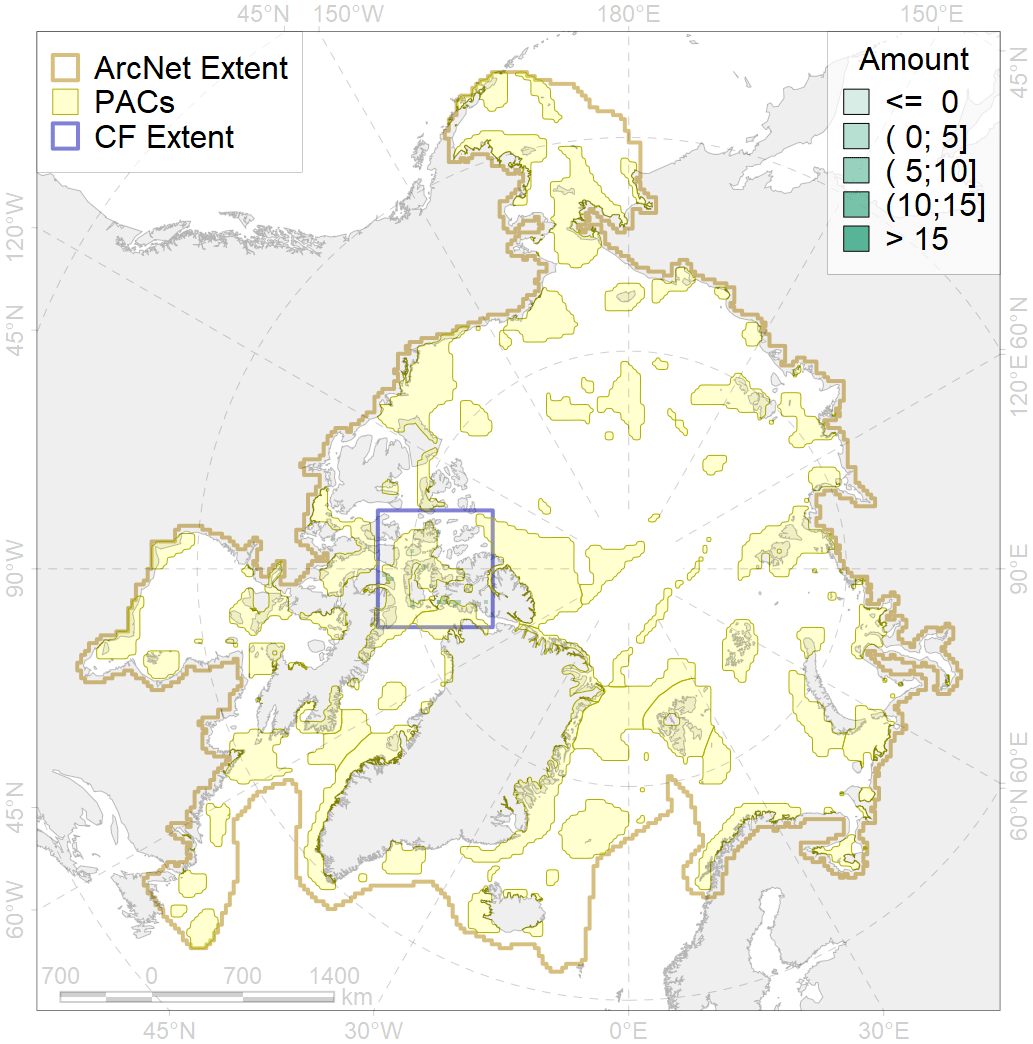 45°N 150°W 180°E 150°E
ArcNet Extent
PACs
CF Extent
Amount
<= 0
( 0; 5]
( 5;10]
(10;15]
> 15
45°N
120°W
45°N
60°N
120°E
90°W
90°E
60°E
45°N
60°N
60°W
700 0 700 1400
km
45°N 30°W 0°E 30°E